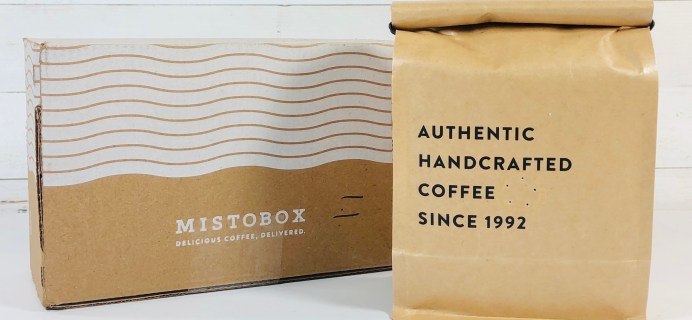 MISTOBOX
DELICIOUS COFFEE, DELIVERED.
AUTHENTIC
HANDCRAFTED
COFFEE
SINCE 1992